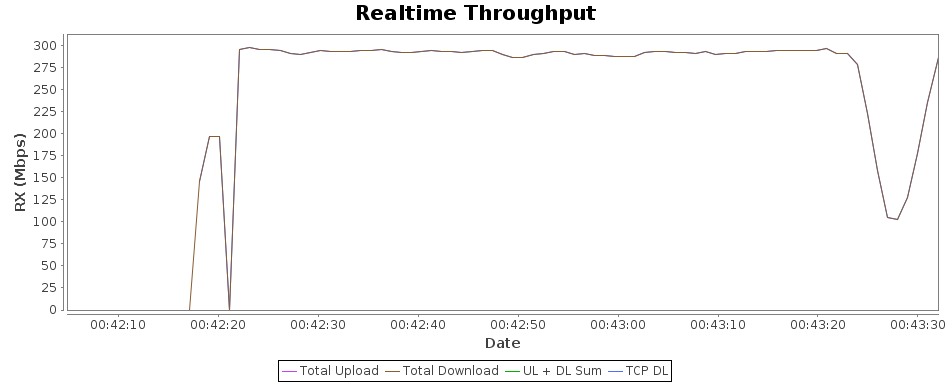 Realtime Throughput
RX (Mbps)
300
275
250
225
200
175
150
125
100
75
50
25
0
00:42:10 00:42:20 00:42:30 00:42:40 00:42:50 00:43:00 00:43:10 00:43:20 00:43:30
Date
Total Upload Total Download UL + DL Sum TCP DL